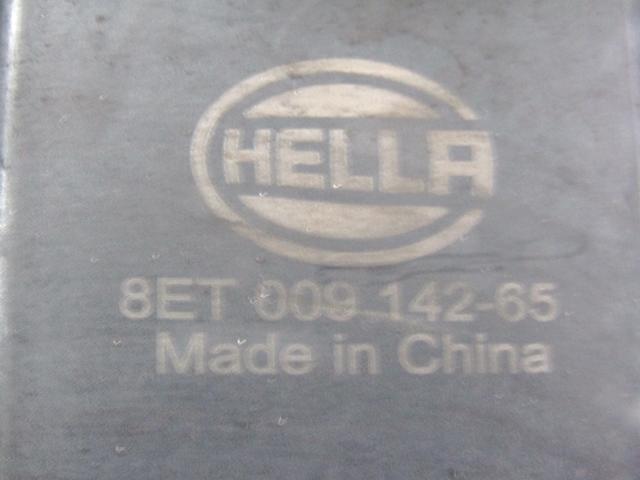 HELLA
8ET 009 142-65
Made in China